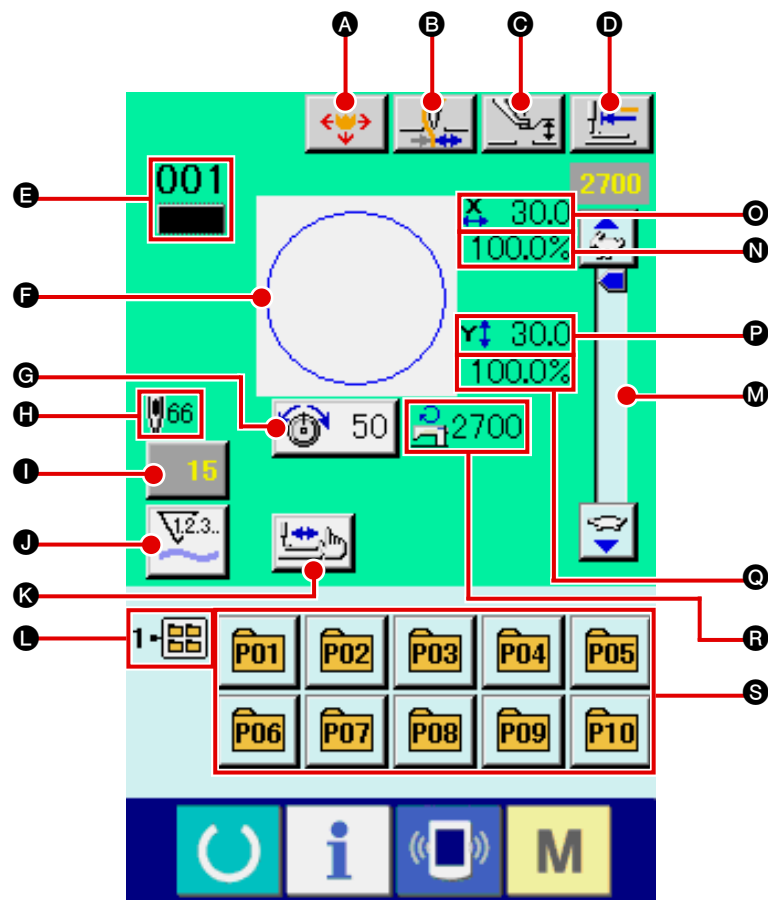 A B C D
E 001 2700
X 30.0 O
100.0% N
F
Y 30.0 P
G 100.0%
M
H 66 50 2700
I 15
J 1.2.3..
Q
K
R
L 1 P01 P02 P03 P04 P05
S
P06 P07 P08 P09 P10
i M